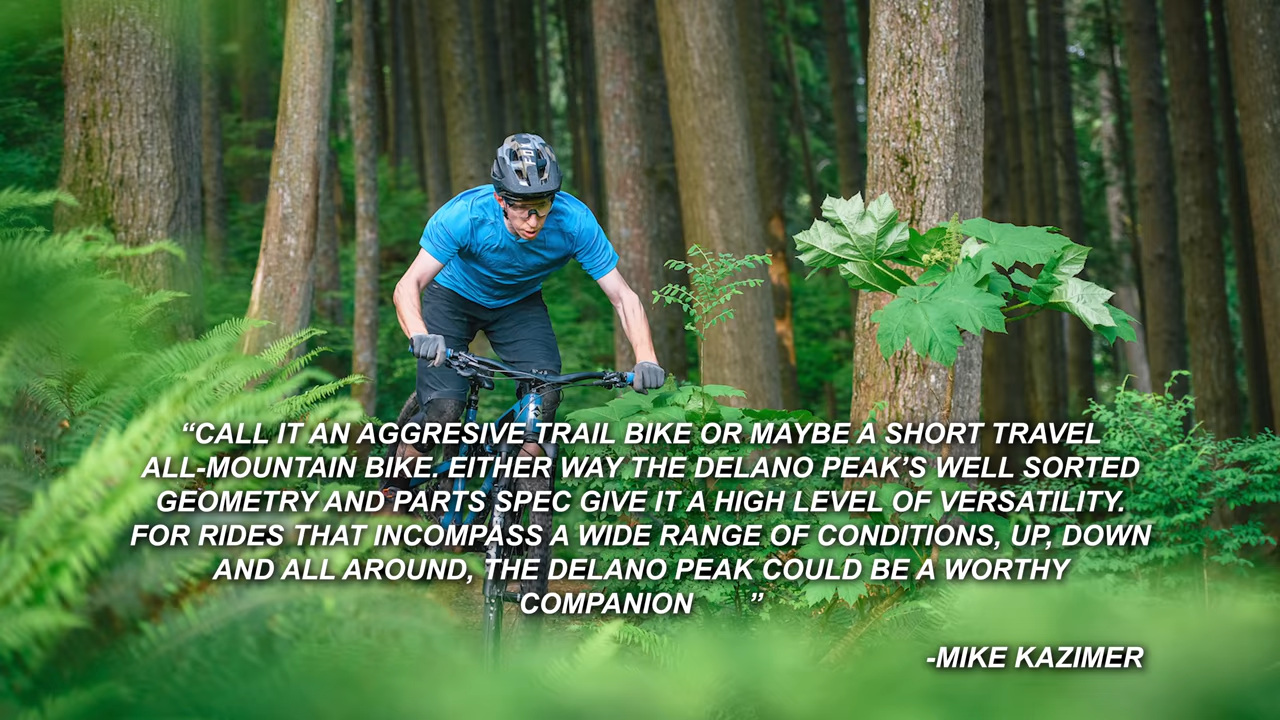 FOX
“CALL IT AN AGGRESIVE TRAIL BIKE OR MAYBE A SHORT TRAVEL
ALL-MOUNTAIN BIKE. EITHER WAY THE DELANO PEAK’S WELL SORTED
GEOMETRY AND PARTS SPEC GIVE IT A HIGH LEVEL OF VERSATILITY.
FOR RIDES THAT INCOMPASS A WIDE RANGE OF CONDITIONS, UP, DOWN
AND ALL AROUND, THE DELANO PEAK COULD BE A WORTHY
COMPANION ”
-MIKE KAZIMER